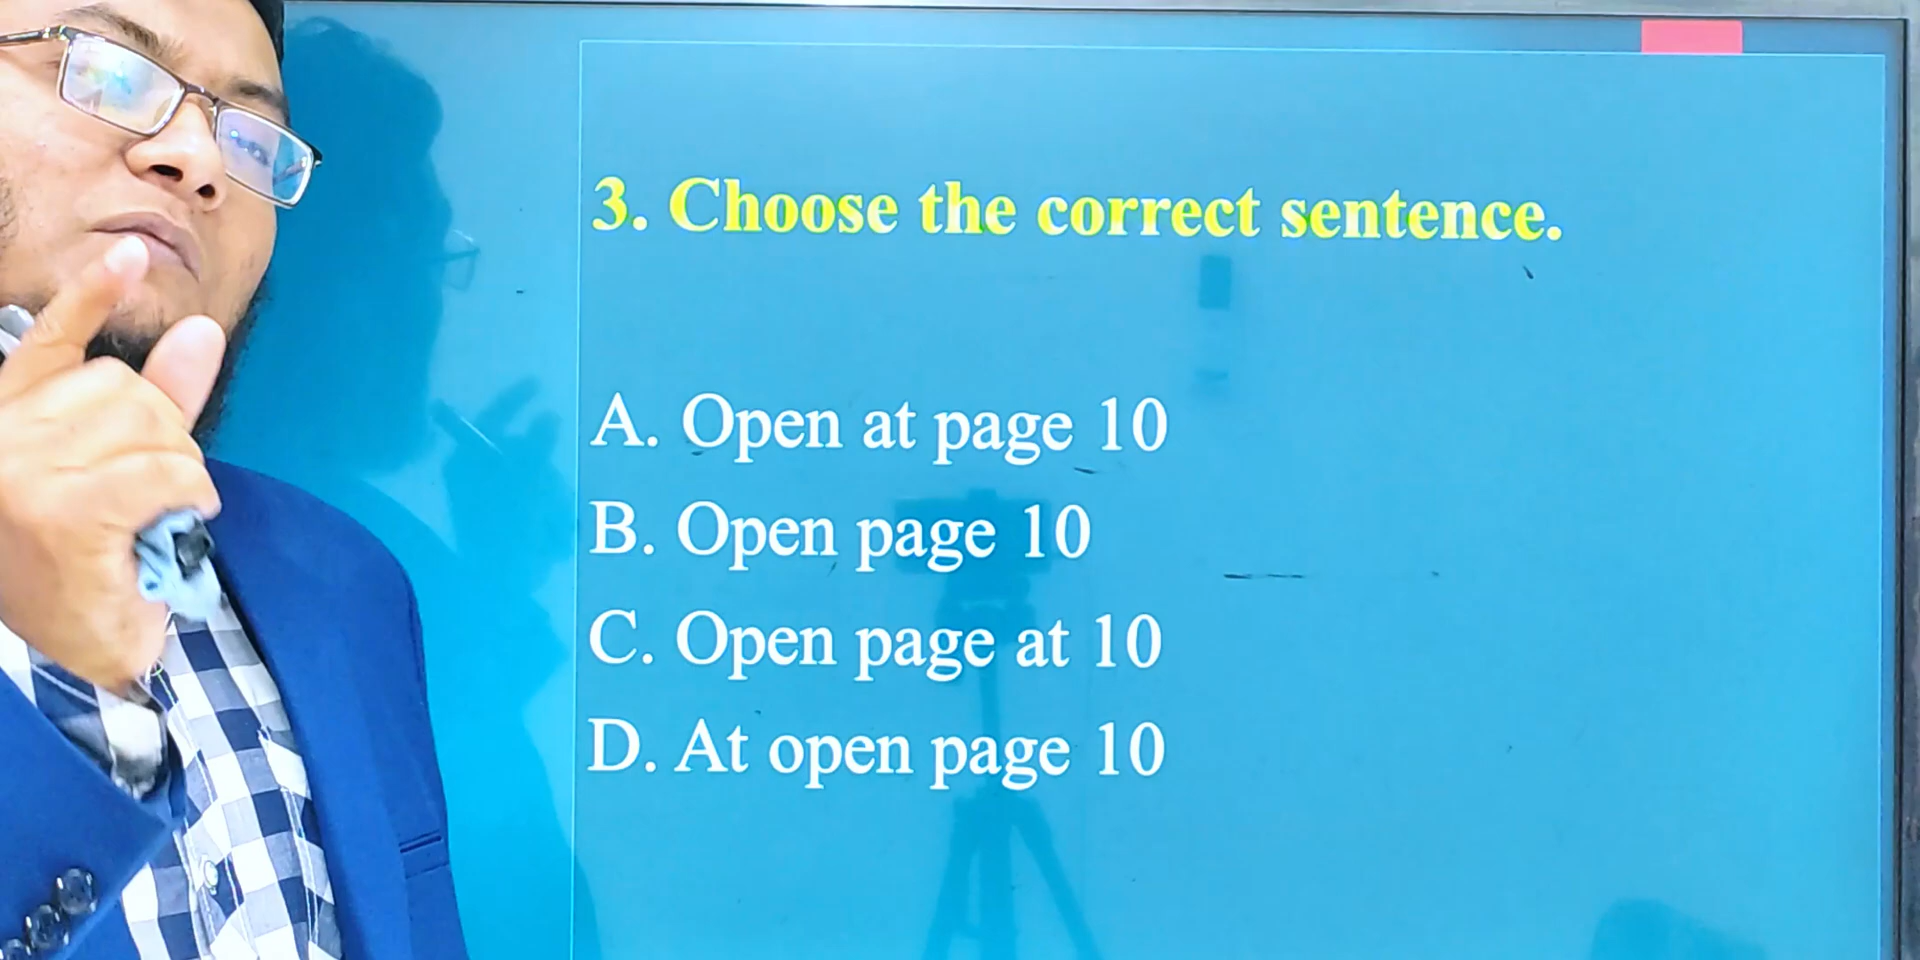 3. Choose the correct sentence.
A. Open at page 10
B. Open page 10
C. Open page at 10
D. At open page 10